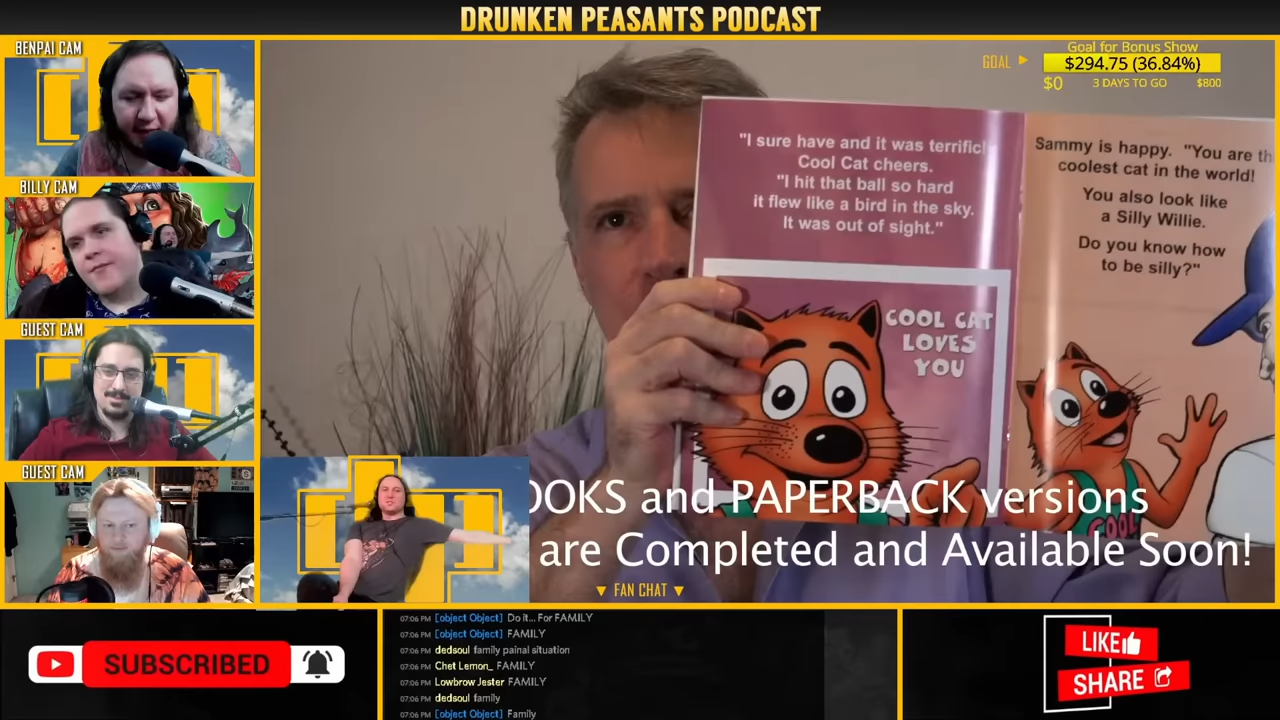 DRUNKEN PEASANTS PODCAST
BENPAI CAM
BILLY CAM
GUEST CAM
GUEST CAM
GOAL
Goal for Bonus Show
$294.75 (36.84%)
$0
3 DAYS TO GO
$800
"I sure have and it was terrific!
Cool Cat cheers.
"I hit that ball so hard
it flew like a bird in the sky.
It was out of sight."
COOL CAT
LOVES
YOU
Sammy is happy. "You are th
coolest cat in the world!
You also look like
a Silly Willie.
Do you know how
to be silly?"
COOL
OOKS and PAPERBACK versions
are Completed and Available Soon!
▼ FAN CHAT ▼
SUBSCRIBED
07:06 PM [object Object] Do it... For FAMILY
07:06 PM [object Object] FAMILY
07:06 PM dedsoul family painal situation
07:06 PM Chet Lemon_ FAMILY
07:06 PM Lowbrow Jester FAMILY
07:06 PM dedsoul family
07:06 PM [object Object] Family
LIKE
SHARE